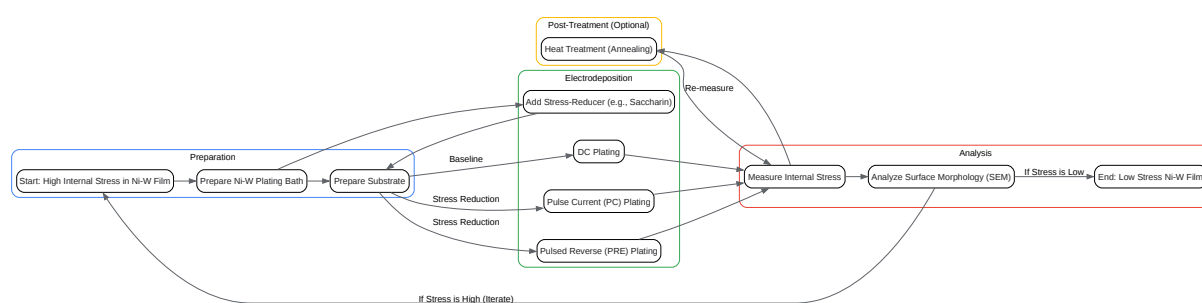 Post-Treatment (Optional)
Heat Treatment (Annealing)
Electrodeposition
Re-measure
Add Stress-Reducer (e.g., Saccharin)
Preparation
Baseline
DC Plating
Analysis
Start: High Internal Stress in Ni-W Film
Prepare Ni-W Plating Bath
Prepare Substrate
Measure Internal Stress
Analyze Surface Morphology (SEM)
If Stress is Low
End: Low Stress Ni-W Film
Stress Reduction
Pulse Current (PC) Plating
Stress Reduction
Pulsed Reverse (PRE) Plating
If Stress is High (Iterate)